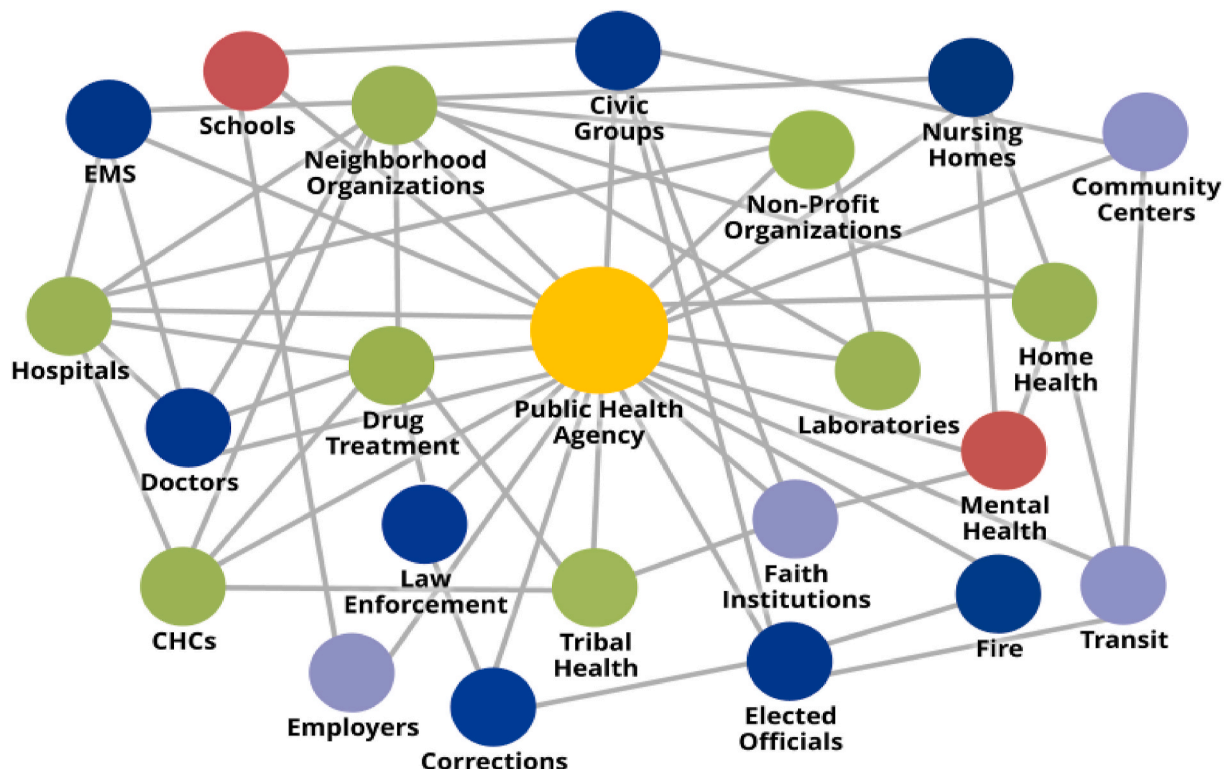 Schools
Civic
Groups
EMS
Neighborhood
Organizations
Nursing
Homes
Community
Centers
Non-Profit
Organizations
Hospitals
Drug
Treatment
Public Health
Agency
Laboratories
Home
Health
Doctors
Mental
Health
Law
Enforcement
Faith
Institutions
CHCs
Tribal
Health
Fire
Transit
Employers
Elected
Officials
Corrections